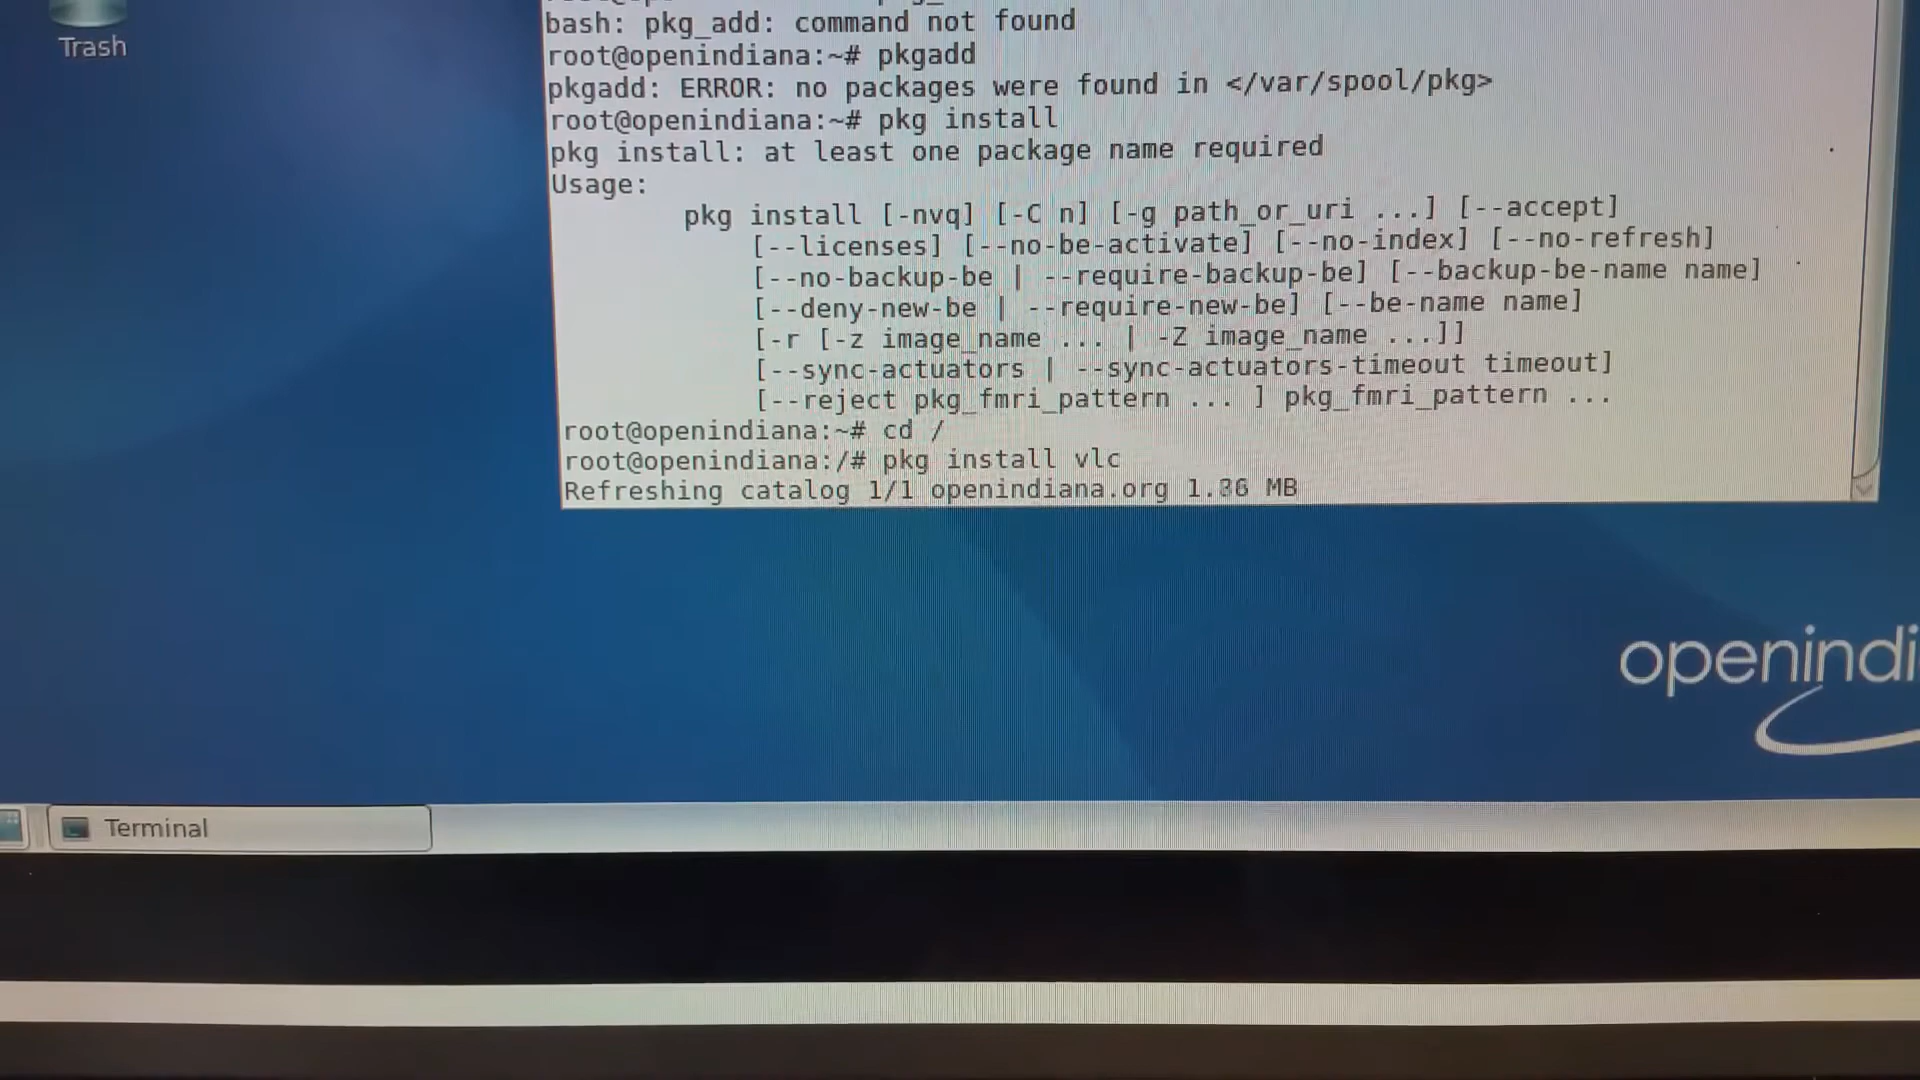 Trash
bash: pkg_add: command not found
root@openindiana:~# pkgadd
pkgadd: ERROR: no packages were found in </var/spool/pkg>
root@openindiana:~# pkg install
pkg install: at least one package name required
Usage:
pkg install [-nvq] [-C n] [-g path_or_uri ...] [--accept]
[--licenses] [--no-be-activate] [--no-index] [--no-refresh]
[--no-backup-be | --require-backup-be] [--backup-be-name name]
[--deny-new-be | --require-new-be] [--be-name name]
[-r [-z image_name ... | -Z image_name ...]]
[--sync-actuators | --sync-actuators-timeout timeout]
[--reject pkg_fmri_pattern ... ] pkg_fmri_pattern ...
root@openindiana:~# cd /
root@openindiana:/# pkg install vlc
Refreshing catalog 1/1 openindiana.org MB
openindi
Terminal